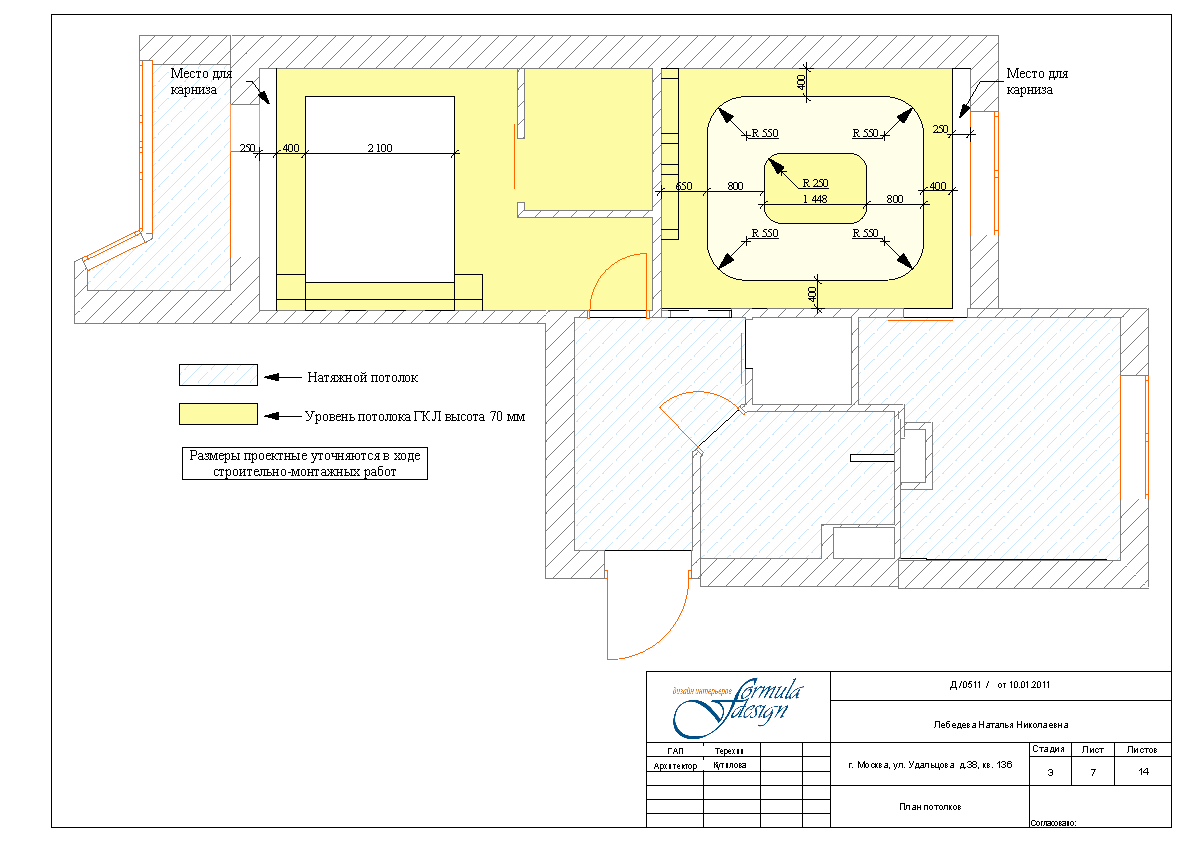 Место для
карниза
Место для
карниза
400
R 550
R 550
250
250
400
2 100
650
800
R 250
1 448
800
400
R 550
R 550
400
Натяжной потолок
Уровень потолока ГКЛ высота 70 мм
Размеры проектные уточняются в ходе
строительно-монтажных работ
дизайн интерьеров
formula
design
Д /0511 / от 10.01.2011
Лебедева Наталья Николаевна
ГАП
Терехин
Архитектор
Кутилова
г. Москва, ул. Удальцова д.38, кв. 136
Стадия
Лист
Листов
Э
7
14
План потолков
Согласовано: